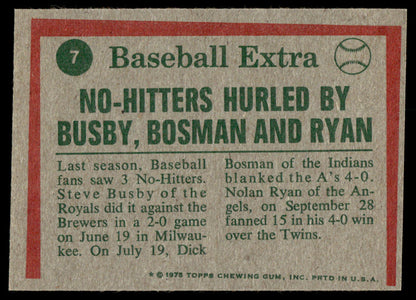 7
Baseball Extra
NO-HITTERS HURLED BY
BUSBY, BOSMAN AND RYAN
Last season, Baseball
fans saw 3 No-Hitters.
Steve Busby of the
Royals did it against the
Brewers in a 2-0 game
on June 19 in Milwau-
kee. On July 19, Dick
Bosman of the Indians
blanked the A's 4-0.
Nolan Ryan of the An-
gels, on September 28
fanned 15 in his 4-0 win
over the Twins.
* © 1975 TOPPS CHEWING GUM, INC. PRTD IN U.S.A.